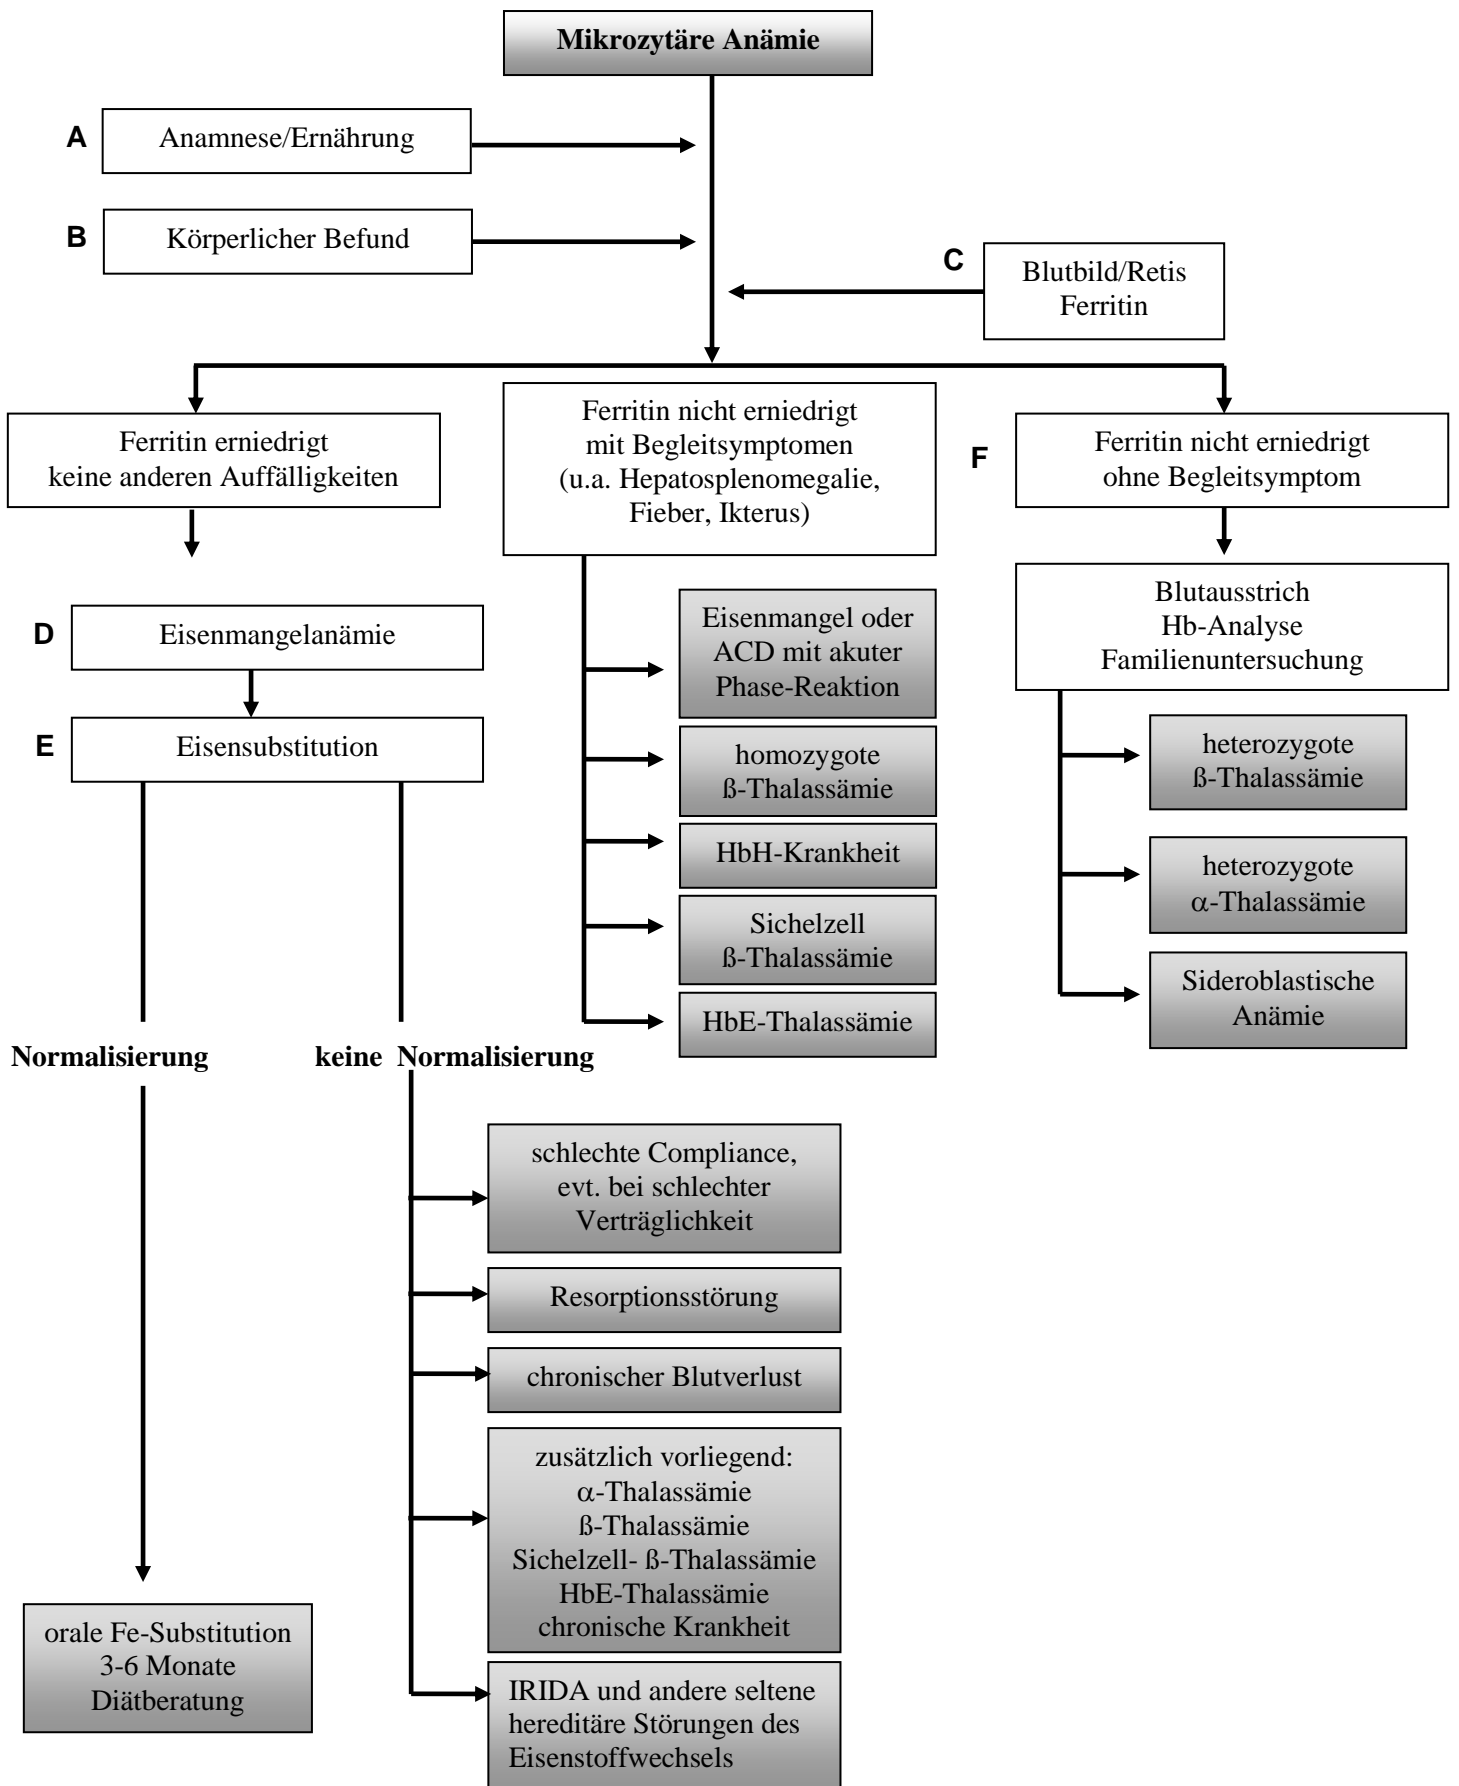 Mikrozytäre Anämie
A
Anamnese/Ernährung
B
Körperlicher Befund
C
Blutbild/Retis
Ferritin
Ferritin erniedrigt
keine anderen Auffälligkeiten
Ferritin nicht erniedrigt
mit Begleitsymptomen
(u.a. Hepatosplenomegalie,
Fieber, Ikterus)
F
Ferritin nicht erniedrigt
ohne Begleitsymptom
D
Eisenmangelanämie
E
Eisensubstitution
Eisenmangel oder
ACD mit akuter
Phase-Reaktion
homozygote
ß-Thalassämie
HbH-Krankheit
Sichelzell
ß-Thalassämie
HbE-Thalassämie
Blutausstrich
Hb-Analyse
Familienuntersuchung
heterozygote
ß-Thalassämie
heterozygote
α-Thalassämie
Sideroblastische
Anämie
Normalisierung
keine Normalisierung
schlechte Compliance,
evt. bei schlechter
Verträglichkeit
Resorptionsstörung
chronischer Blutverlust
zusätzlich vorliegend:
α-Thalassämie
ß-Thalassämie
Sichelzell- ß-Thalassämie
HbE-Thalassämie
chronische Krankheit
IRIDA und andere seltene
hereditäre Störungen des
Eisenstoffwechsels
orale Fe-Substitution
3-6 Monate
Diätberatung